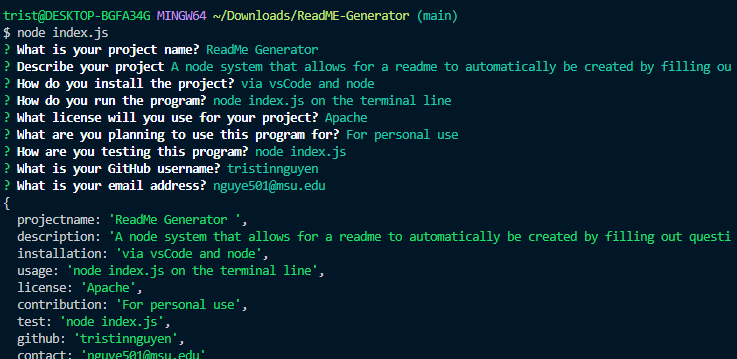 trist@DESKTOP-BGFA34G MINGW64 ~/Downloads/ReadME-Generator (main)
$ node index.js
? What is your project name? ReadMe Generator
? Describe your project A node system that allows for a readme to automatically be created by filling ou
? How do you install the project? via vsCode and node
? How do you run the program? node index.js on the terminal line
? What license will you use for your project? Apache
? What are you planning to use this program for? For personal use
? How are you testing this program? node index.js
? What is your GitHub username? tristinnguyen
? What is your email address? nguye501@msu.edu
{
  projectname: 'ReadMe Generator ',
  description: 'A node system that allows for a readme to automatically be created by filling out questi
  installation: 'via vsCode and node',
  usage: 'node index.js on the terminal line',
  license: 'Apache',
  contribution: 'For personal use',
  test: 'node index.js',
  github: 'tristinnguyen',
  contact: 'nguye501@msu.edu'